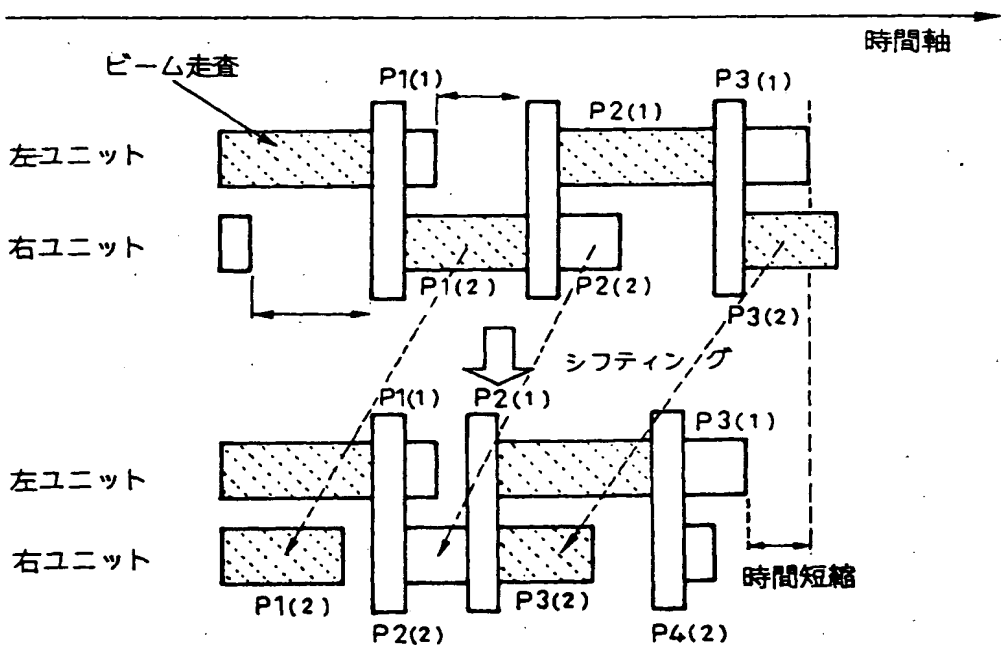 時間軸
ビーム走査
P1(1)
P3(1)
P2(1)
左ユニット
右ユニット
P1(2)
P2(2)
P3(2)
シフティング
P1(1)
P2(1)
P3(1)
左ユニット
右ユニット
時間短縮
P1(2)
P3(2)
P2(2)
P4(2)